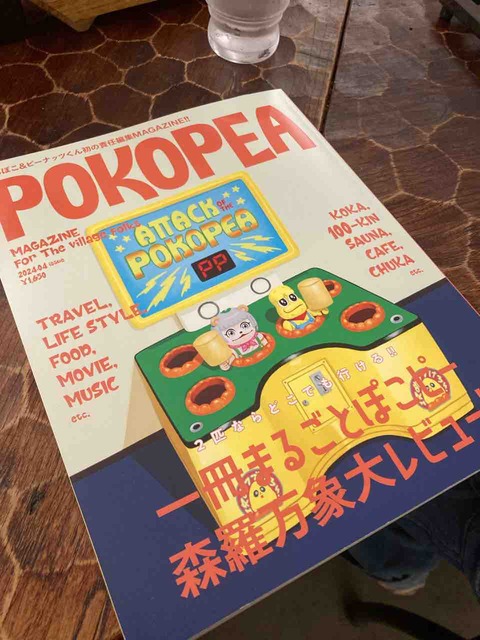 ぽこ&ピーナッツくん初の責任編集MAGAZINE!!
POKOPEA
MAGAZINE
For The Village Folks
2024.04 ISSUE
¥1,650
ATTACK
OF THE
POKOPEA
PP
KOKA,
100-KIN
SAUNA,
CAFE,
CHUKA
etc.
TRAVEL,
LIFE STYLE,
FOOD,
MOVIE,
MUSIC
etc.
2匹ならどこでも行ける!!
一冊まるごとぽこピー
森羅万象大レビュー